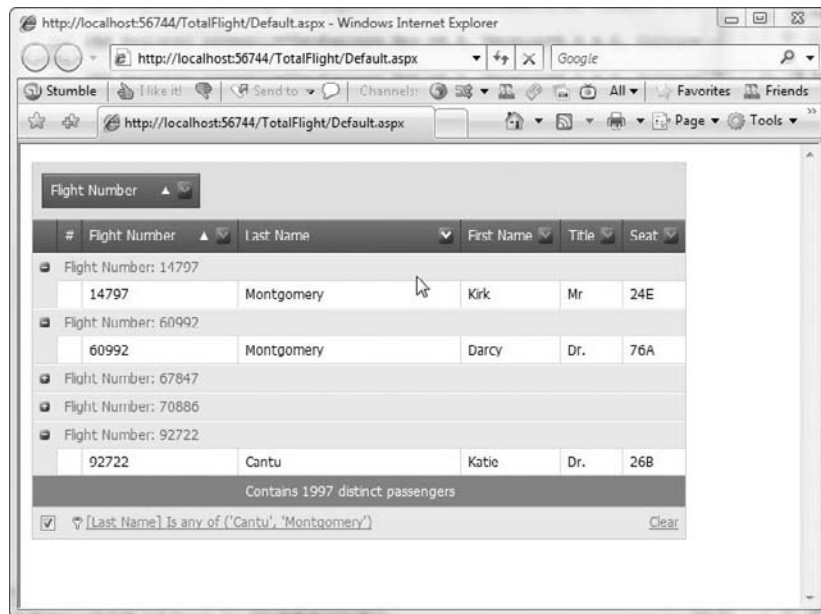 http://localhost:56744/TotalFlight/Default.aspx - Windows Internet Explorer
http://localhost:56744/TotalFlight/Default.aspx Google
Stumble I like it! Send to Channels: All Favorites Friends
http://localhost:56744/TotalFlight/Default.aspx Page Tools
Flight Number
# Flight Number Last Name First Name Title Seat
Flight Number: 14797
14797 Montgomery Kirk Mr 24E
Flight Number: 60992
60992 Montgomery Darcy Dr. 76A
Flight Number: 67847
Flight Number: 70886
Flight Number: 92722
92722 Cantu Katie Dr. 26B
Contains 1997 distinct passengers
[Last Name] Is any of ('Cantu', 'Montgomery') Clear